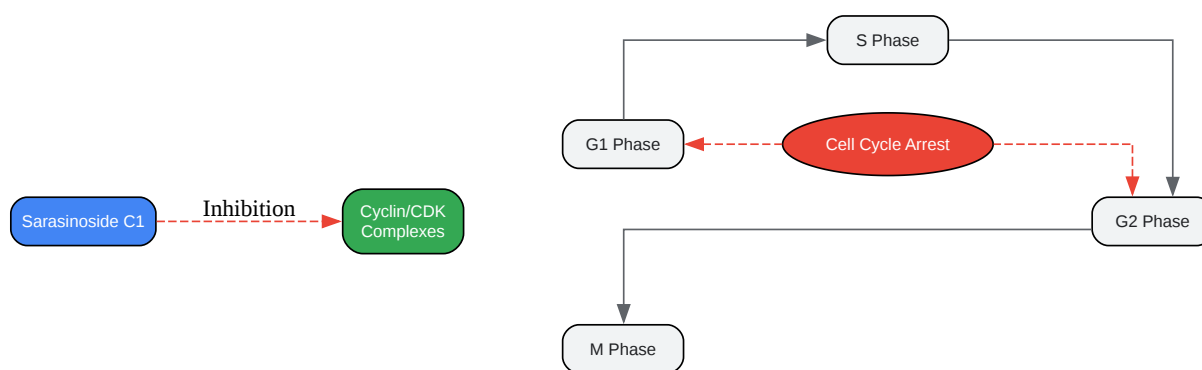 S Phase
G1 Phase
Cell Cycle Arrest
Sarasinoside C1
Inhibition
Cyclin/CDK
Complexes
G2 Phase
M Phase